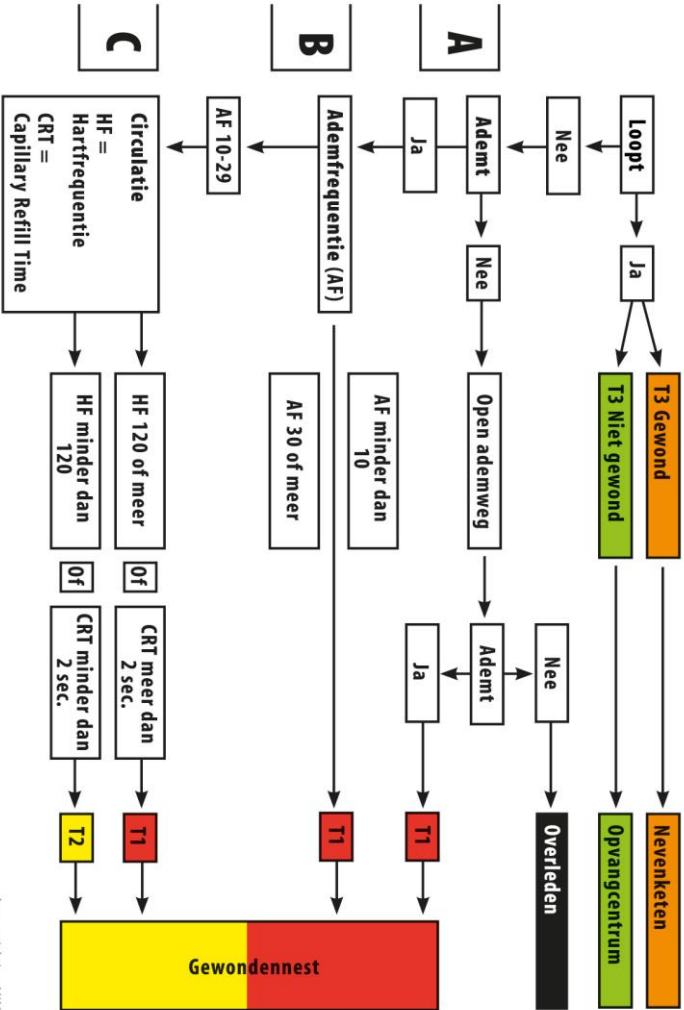 Loopt
Ja
T3 Gewond
Nevenketen
T3 Niet gewond
Opvangcentrum
Nee
A
Ademt
Nee
Open ademweg
Ademt
Nee
Overleden
Ja
T1
Ja
B
Ademfrequentie (AF)
AF minder dan
10
AF 30 of meer
T1
AF 10-29
C
Circulatie
HF =
Hartfrequentie
CRT =
Capillary Refill Time
HF 120 of meer
Of
CRT meer dan
2 sec.
T1
HF minder dan
120
Of
CRT minder dan
2 sec.
T2
Gewondennest